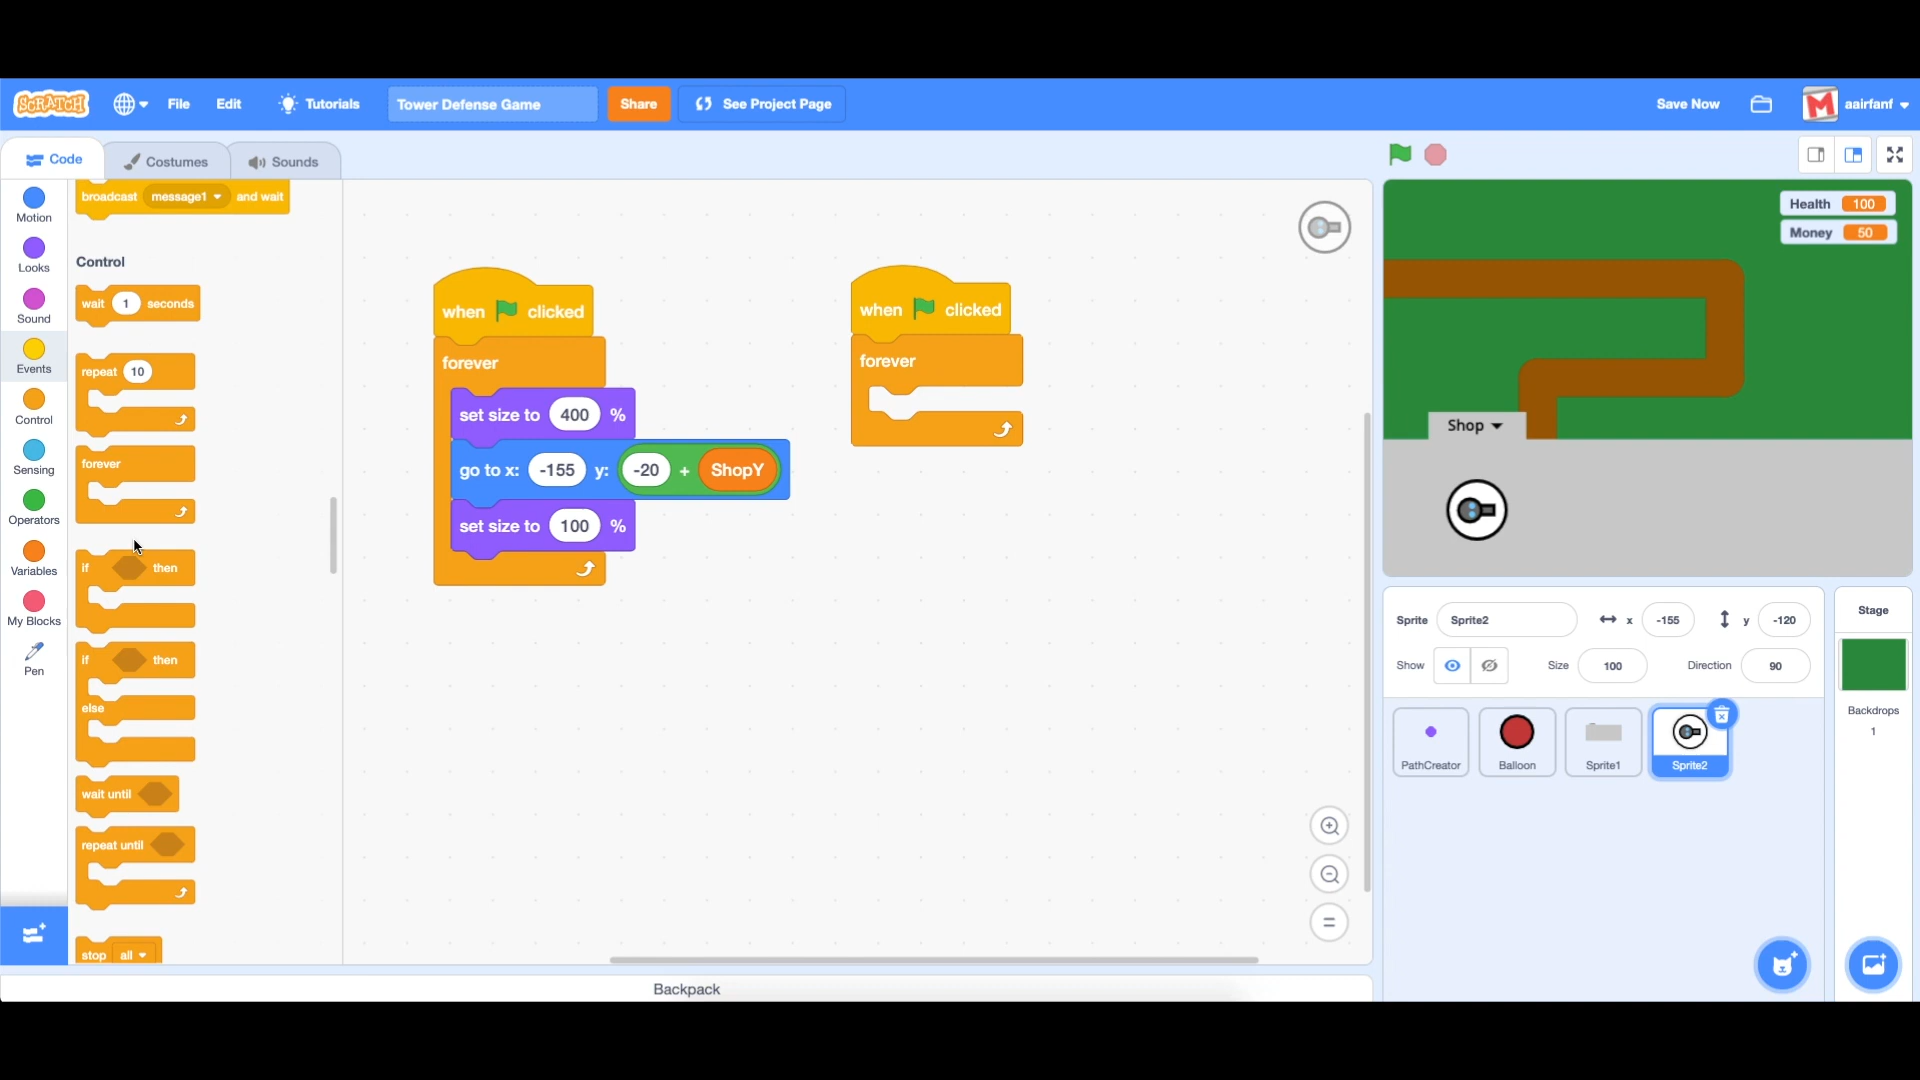 SCRATCH File Edit Tutorials Tower Defense Game Share See Project Page Save Now aairfanf
Code Costumes Sounds
Motion
Looks
Sound
Events
Control
Sensing
Operators
Variables
My Blocks
Pen
broadcast message1 and wait
Control
wait 1 seconds
repeat 10
forever
if then
if then
else
wait until
repeat until
stop all
when clicked
forever
set size to 400 %
go to x: -155 y: -20 + ShopY
set size to 100 %
when clicked
forever
Backpack
Health 100
Money 50
Shop
Sprite Sprite2 x -155 y -120
Show Size 100 Direction 90
PathCreator Balloon Sprite1 Sprite2
Stage
Backdrops
1